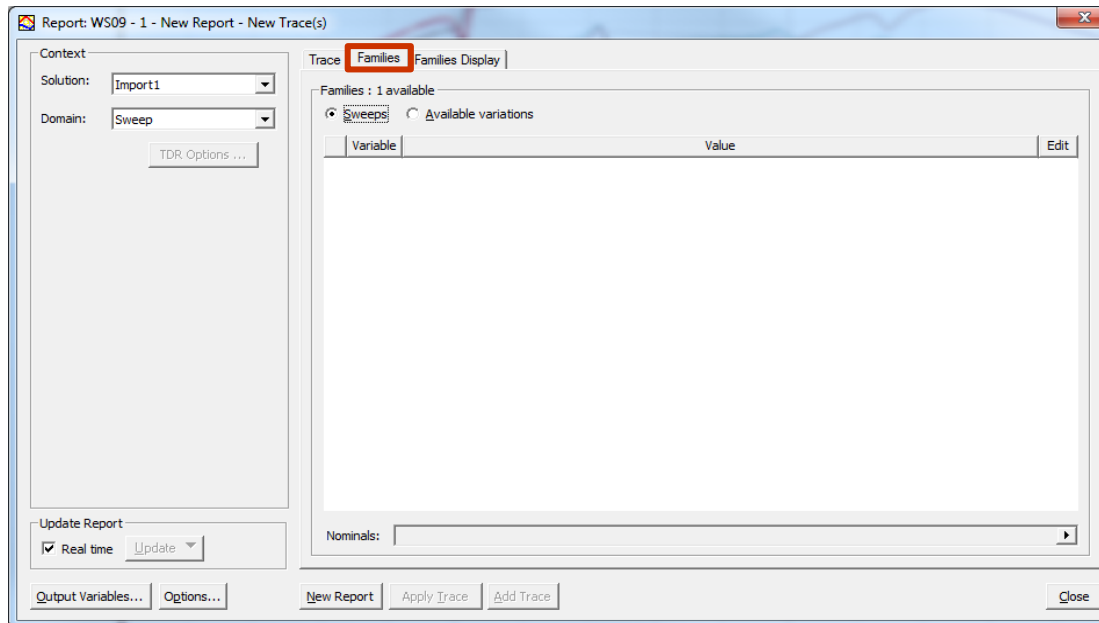 Report: WS09 - 1 - New Report - New Trace(s)
Context
Solution: Import1
Domain: Sweep
TDR Options ...
Update Report
Real time Update
Output Variables... Options...
Trace Families Families Display
Families : 1 available
Sweeps Available variations
Variable Value Edit
Nominals:
New Report Apply Trace Add Trace Close